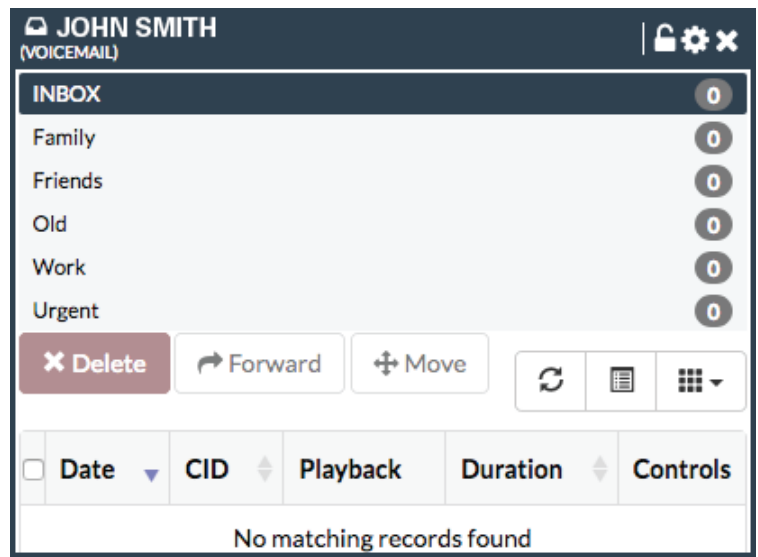 JOHN SMITH
(VOICEMAIL)
INBOX 0
Family 0
Friends 0
Old 0
Work 0
Urgent 0
Delete Forward Move
Date CID Playback Duration Controls
No matching records found